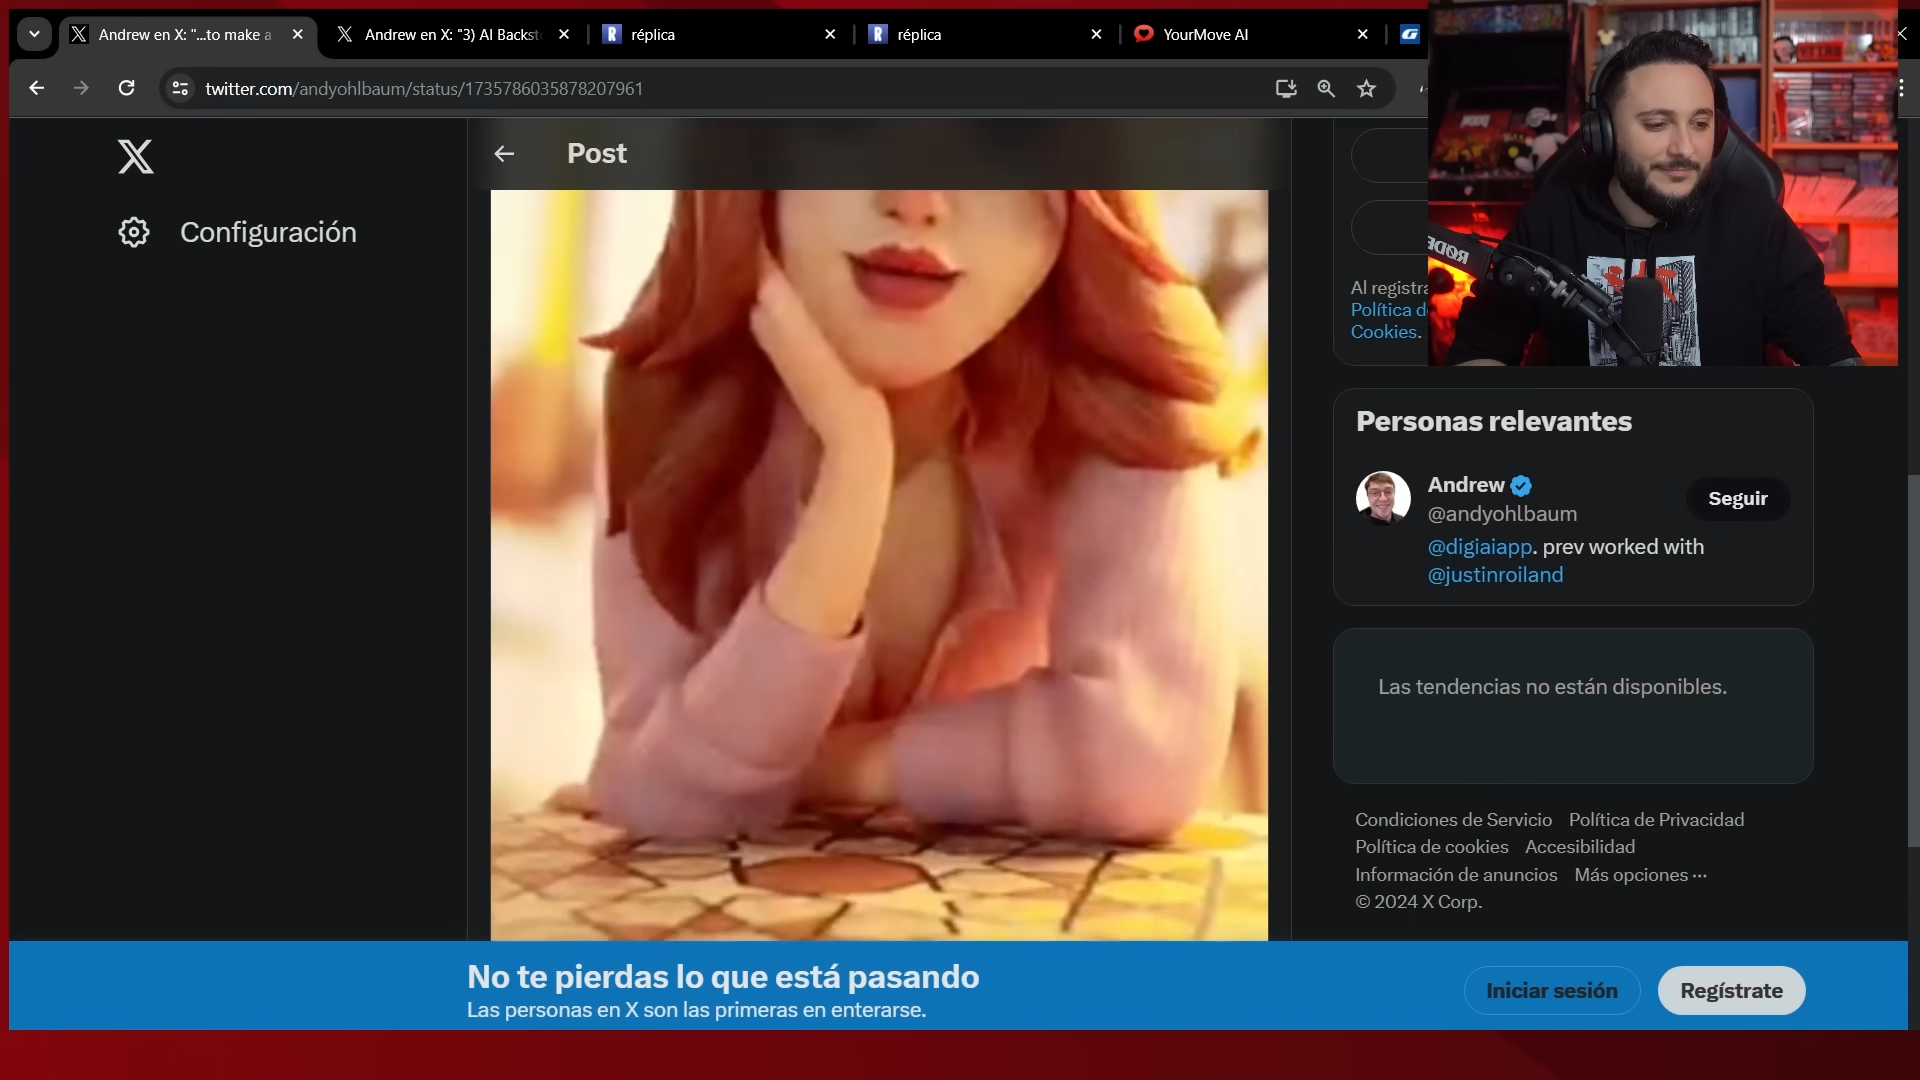 Andrew en X: "...to make a
Andrew en X: "3) AI Backst
réplica
réplica
YourMove AI
twitter.com/andyohlbaum/status/1735786035878207961
Configuración
Post
Al registra
Política de
Cookies.
RØDE
Personas relevantes
Andrew
@andyohlbaum
Seguir
@digiaiapp. prev worked with
@justinroiland
Las tendencias no están disponibles.
Condiciones de Servicio Política de Privacidad
Política de cookies Accesibilidad
Información de anuncios Más opciones ···
© 2024 X Corp.
No te pierdas lo que está pasando
Las personas en X son las primeras en enterarse.
Iniciar sesión
Regístrate